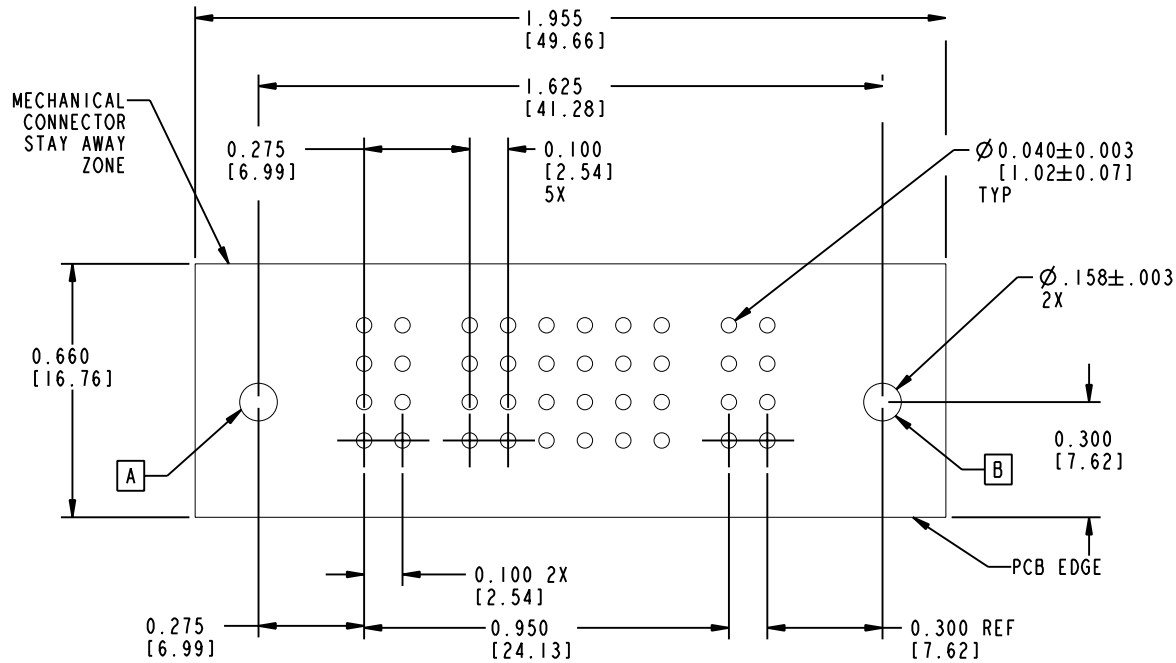 1.955
[49.66]
1.625
[41.28]
MECHANICAL
CONNECTOR
STAY AWAY
ZONE
0.275
[6.99]
0.100
[2.54]
5X
Ø0.040±0.003
[1.02±0.07]
TYP
Ø.158±.003
2X
0.660
[16.76]
0.300
[7.62]
A
B
PCB EDGE
0.100 2X
[2.54]
0.275
[6.99]
0.950
[24.13]
0.300 REF
[7.62]